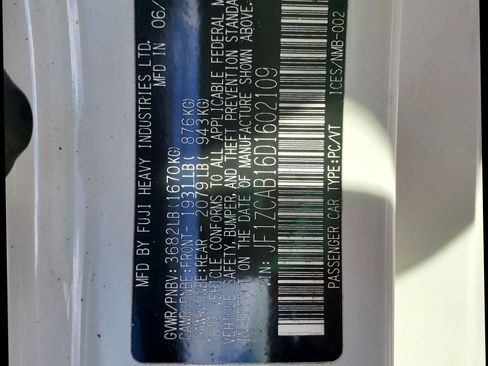 MFD BY FUJI HEAVY INDUSTRIES LTD. 06/
GVWR/PNBV: 3682LB(1670KG)
GAWR/PNBE:FRONT- 1931LB( 876KG)
GAWR/PNBE:REAR - 2079LB( 943KG)
THIS VEHICLE CONFORMS TO ALL APPLICABLE FEDERAL
VEHICLE SAFETY, BUMPER, AND THEFT PREVENTION STANDA
IN EFFECT ON THE DATE OF MANUFACTURE SHOWN ABOVE.
VIN: JF1ZCAB16D1602109
PASSENGER CAR TYPE:PC/VT ICES/NMB-002